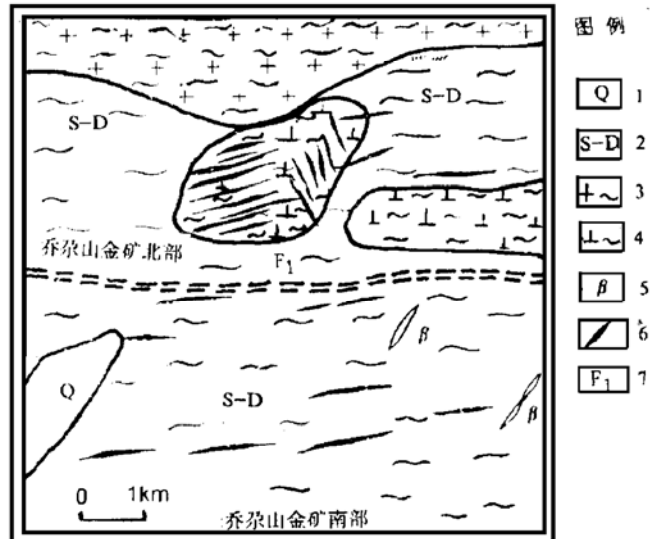 图 例
Q 1
S-D 2
3
4
β 5
6
F₁ 7
S-D
S-D
乔尕山金矿北部
F₁
β
Q
S-D
β
0 1km
乔尕山金矿南部